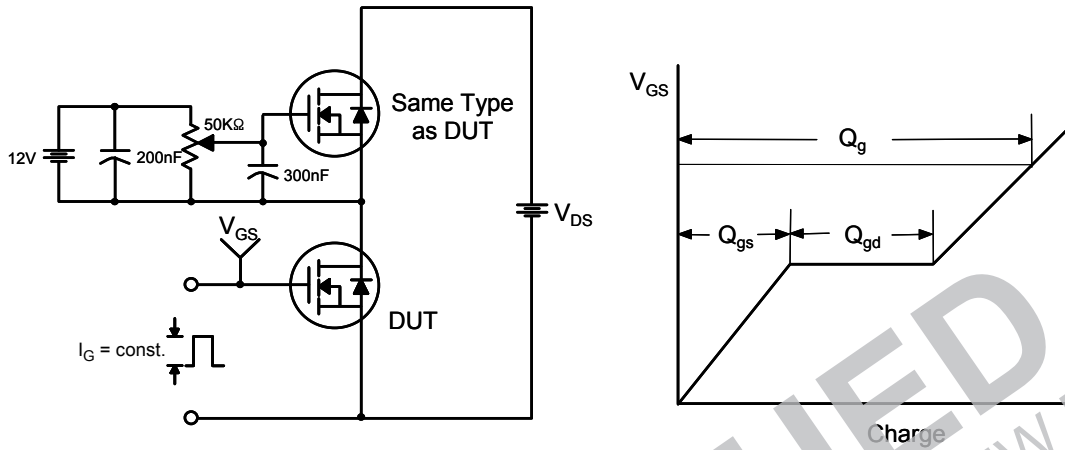 Same Type
as DUT
50KΩ
12V
200nF
300nF
V_GS
V_DS
DUT
I_G = const.
V_GS
Q_g
Q_gs
Q_gd
Charge